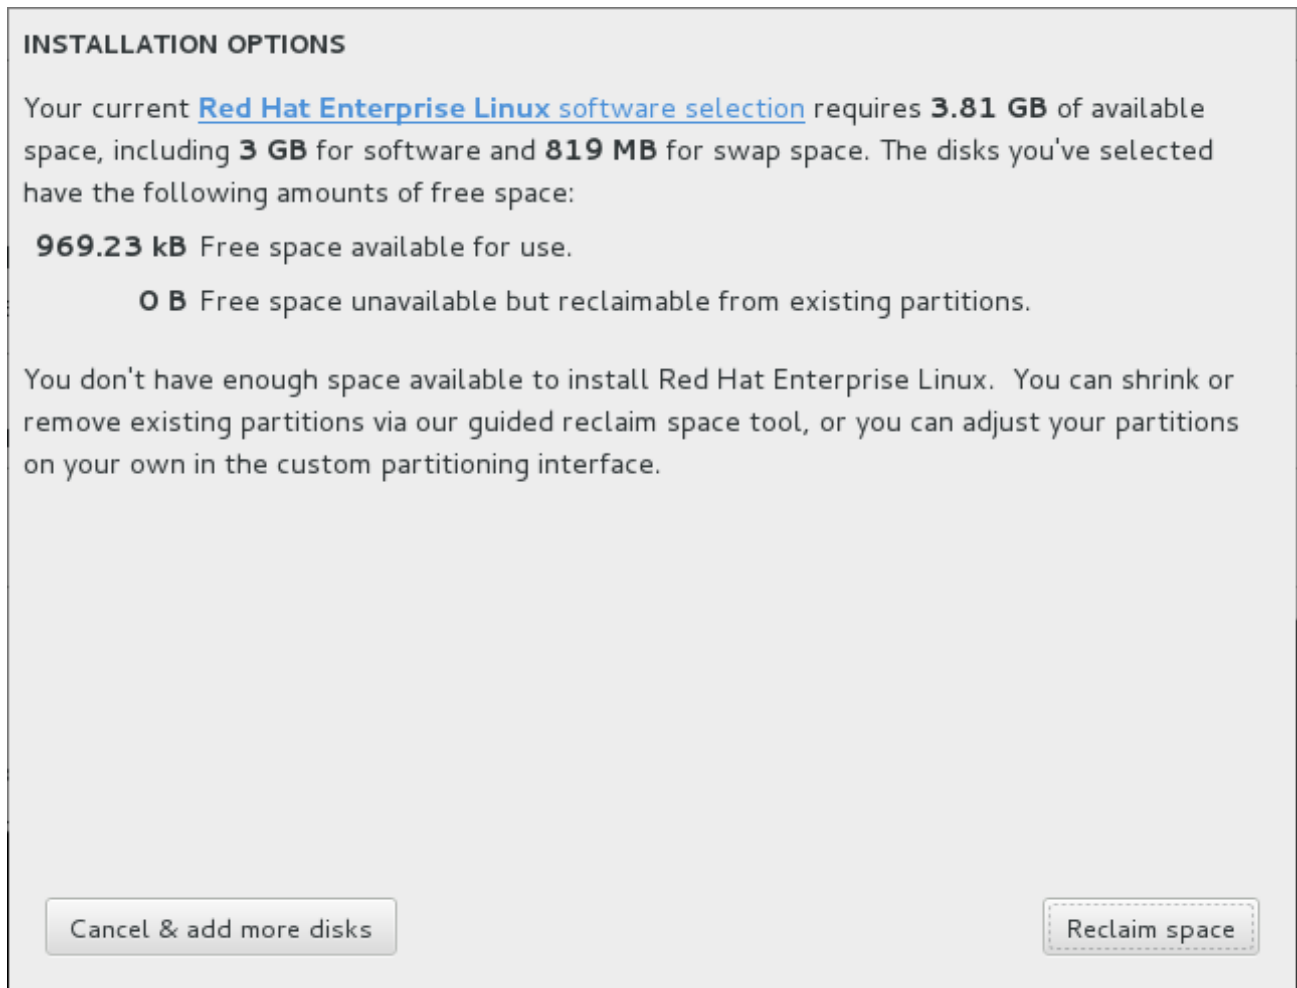 INSTALLATION OPTIONS
Your current Red Hat Enterprise Linux software selection requires 3.81 GB of available
space, including 3 GB for software and 819 MB for swap space. The disks you've selected
have the following amounts of free space:
969.23 kB Free space available for use.
0 B Free space unavailable but reclaimable from existing partitions.
You don't have enough space available to install Red Hat Enterprise Linux.  You can shrink or
remove existing partitions via our guided reclaim space tool, or you can adjust your partitions
on your own in the custom partitioning interface.
Cancel & add more disks
Reclaim space